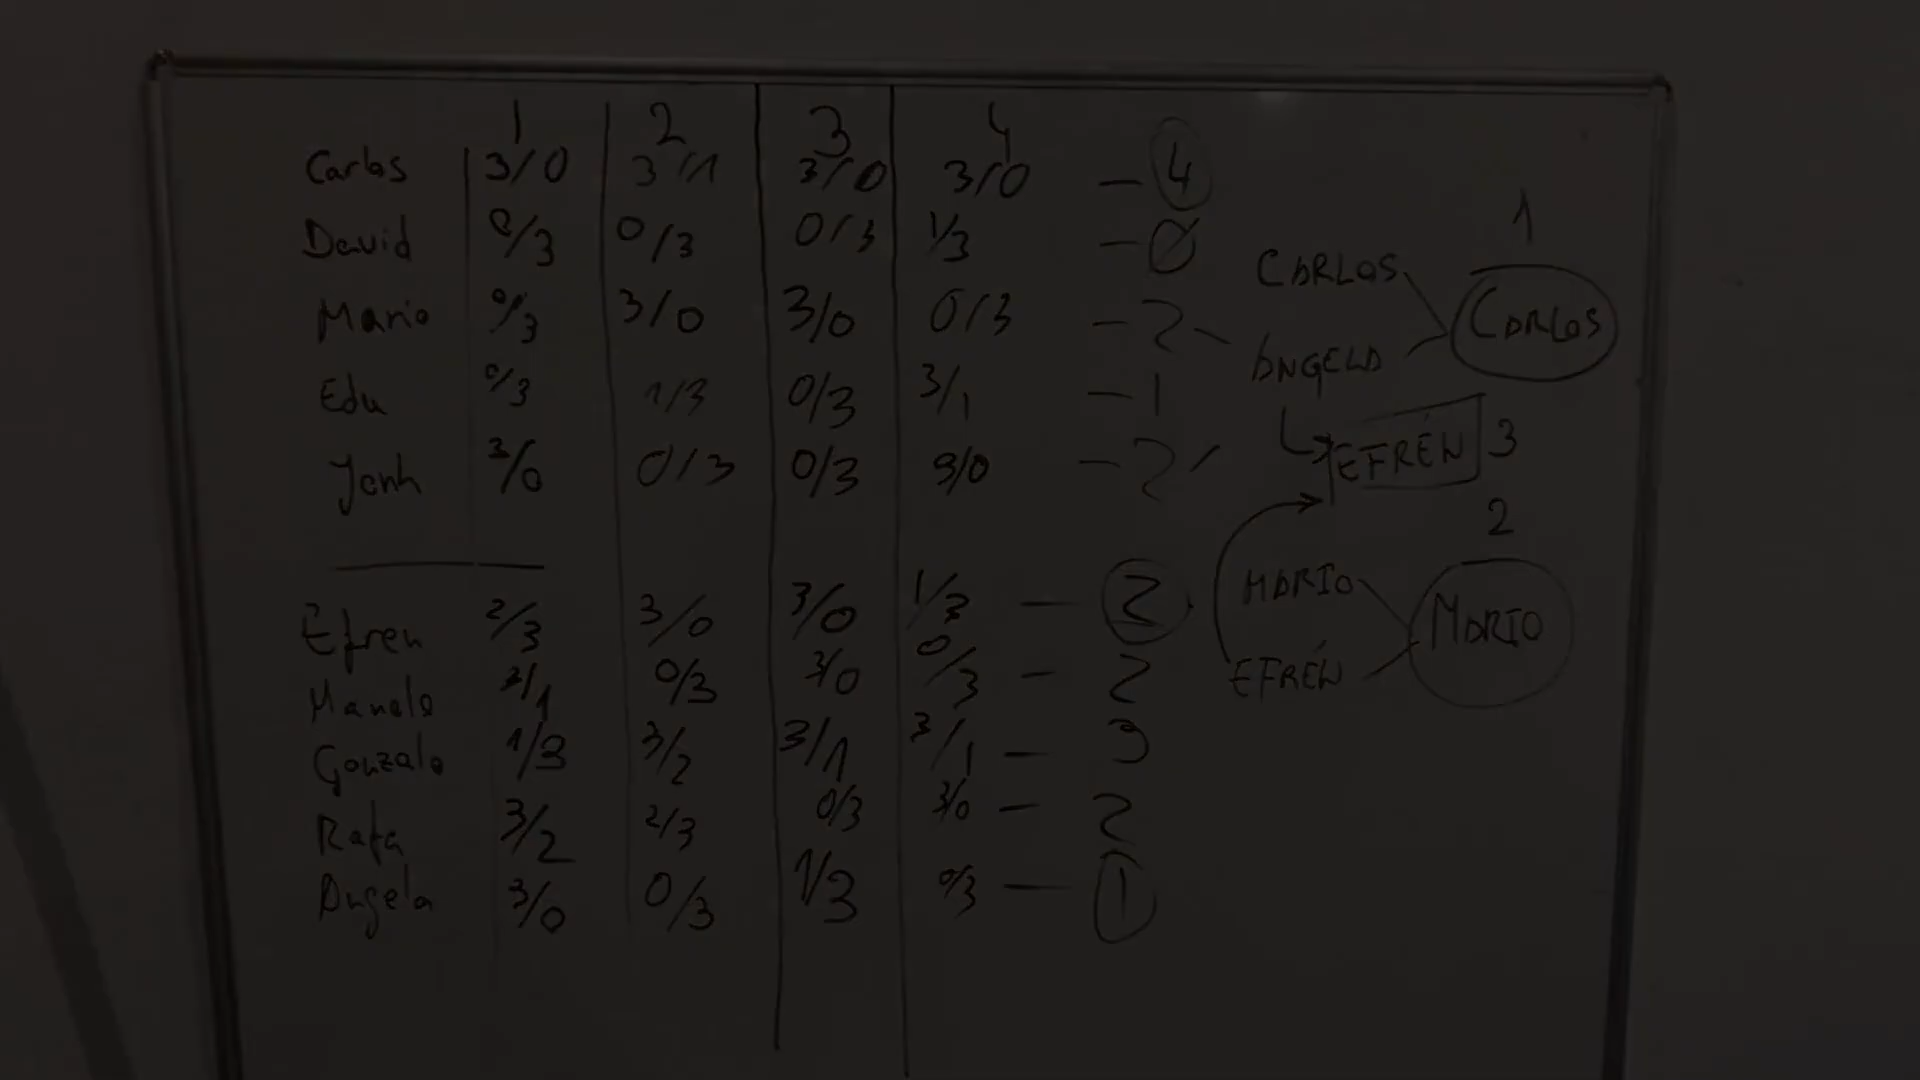 1 2 3 4
Carlos 3/0 3/1 3/0 3/0 - 4
David 0/3 0/3 0/3 1/3 - 0
Mario 0/3 3/0 3/0 0/3 - 2
Edu 0/3 1/3 0/3 3/1 - 1
Jonh 3/0 0/3 0/3 3/0 - 2
Efren 2/3 3/0 3/0 1/3 - 2
Manolo 3/1 0/3 3/0 0/3 - 2
Gonzalo 1/3 3/2 3/1 3/1 - 3
Rafa 3/2 2/3 0/3 3/0 - 2
Angela 3/0 0/3 1/3 0/3 - 1
1
CARLOS
CARLOS
ANGELA
EFRÉN 3
2
MARIO
MARIO
EFRÉN